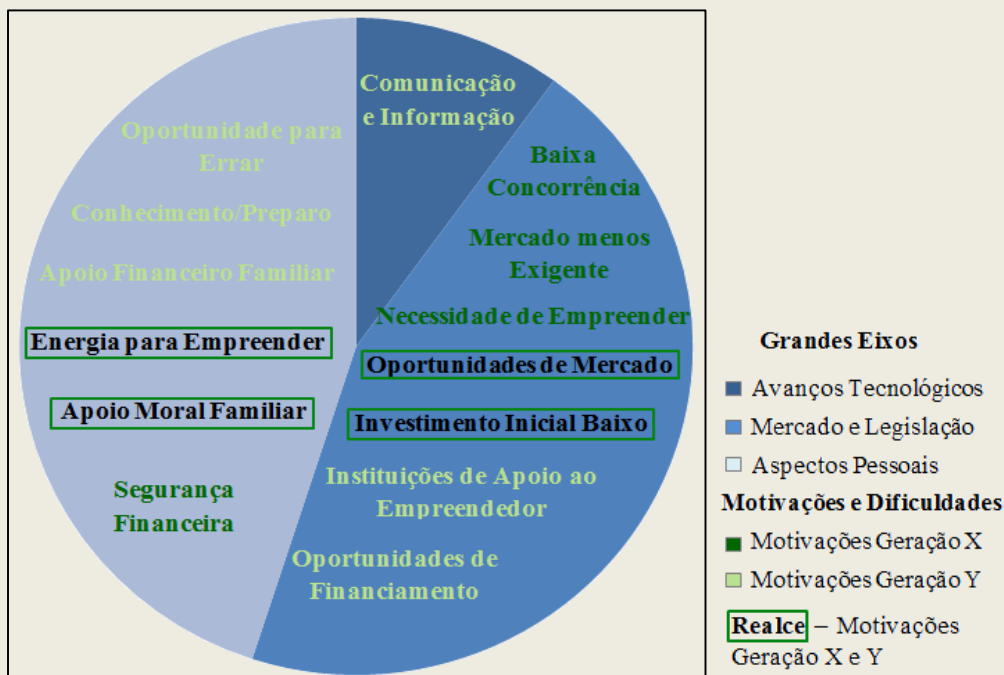 Comunicação
e Informação
Baixa
Concorrência
Mercado menos
Exigente
Necessidade de Empreender
Oportunidades de Mercado
Investimento Inicial Baixo
Instituições de Apoio ao
Empreendedor
Oportunidades de
Financiamento
Oportunidade para
Errar
Conhecimento/Preparo
Apoio Financeiro Familiar
Energia para Empreender
Apoio Moral Familiar
Segurança
Financeira
Grandes Eixos
Avanços Tecnológicos
Mercado e Legislação
Aspectos Pessoais
Motivações e Dificuldades
Motivações Geração X
Motivações Geração Y
Realce – Motivações
Geração X e Y